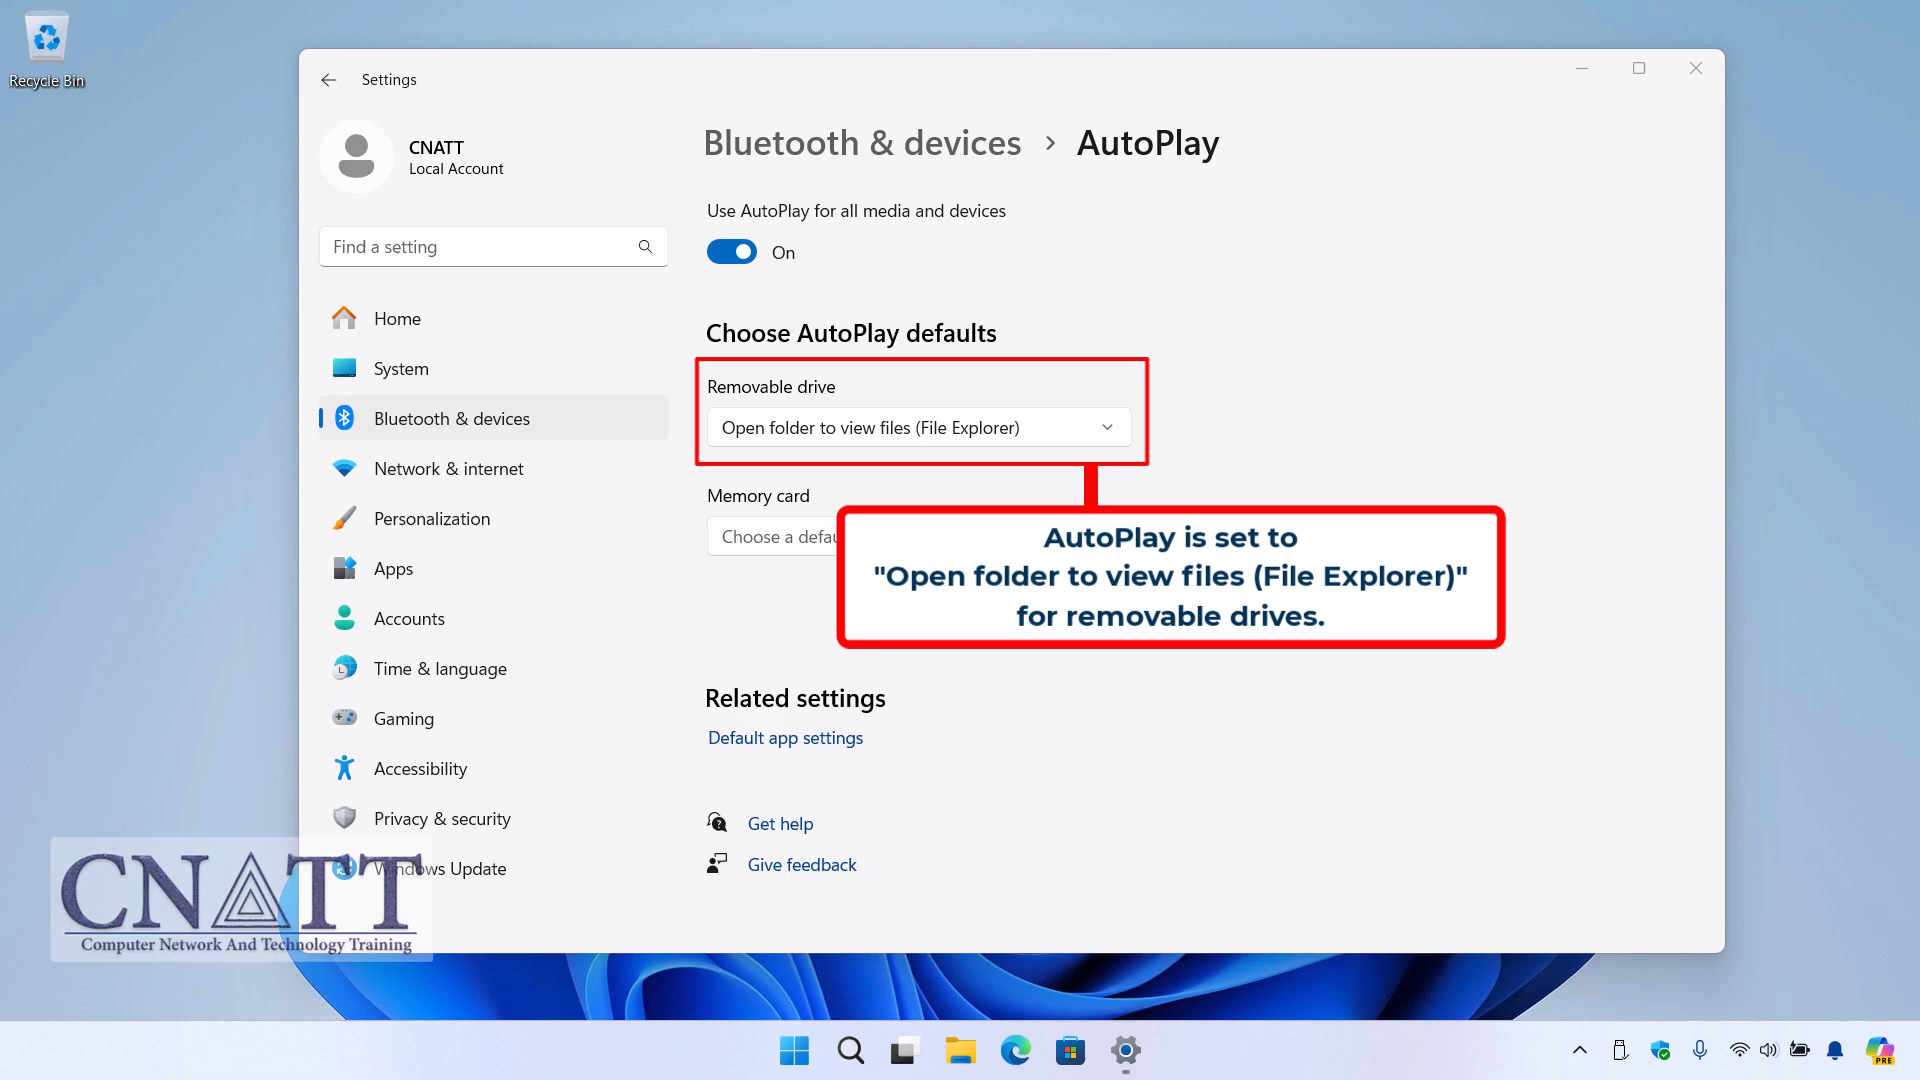 Recycle Bin
Settings
CNATT
Local Account
Find a setting
Home
System
Bluetooth & devices
Network & internet
Personalization
Apps
Accounts
Time & language
Gaming
Accessibility
Privacy & security
Windows Update
Bluetooth & devices › AutoPlay
Use AutoPlay for all media and devices
On
Choose AutoPlay defaults
Removable drive
Open folder to view files (File Explorer)
Memory card
Choose a defau
AutoPlay is set to
"Open folder to view files (File Explorer)"
for removable drives.
Related settings
Default app settings
Get help
Give feedback
CNATT
Computer Network And Technology Training
PRE